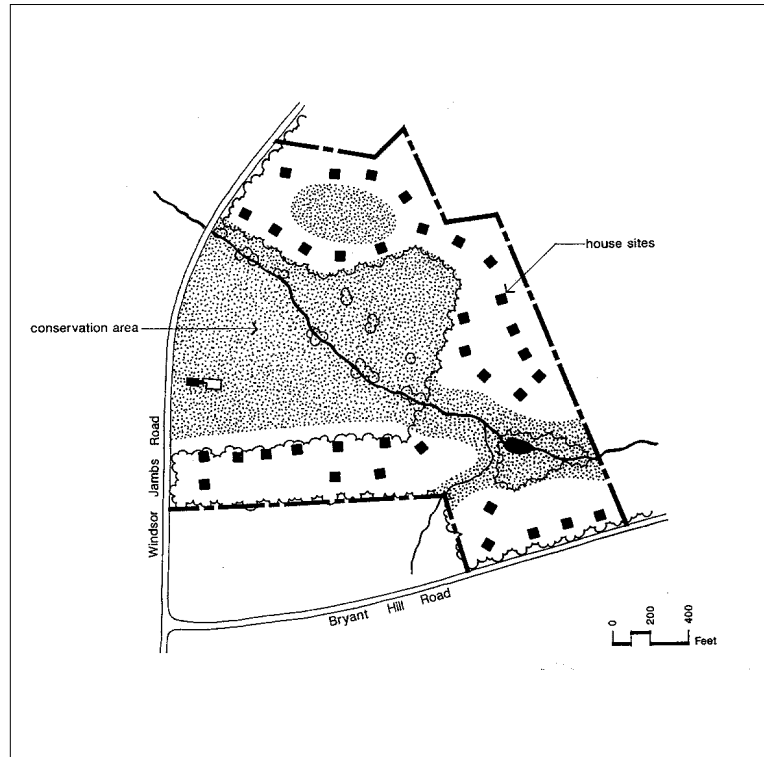 house sites
conservation area
Windsor Jambs Road
Bryant Hill Road
0 200 400
Feet